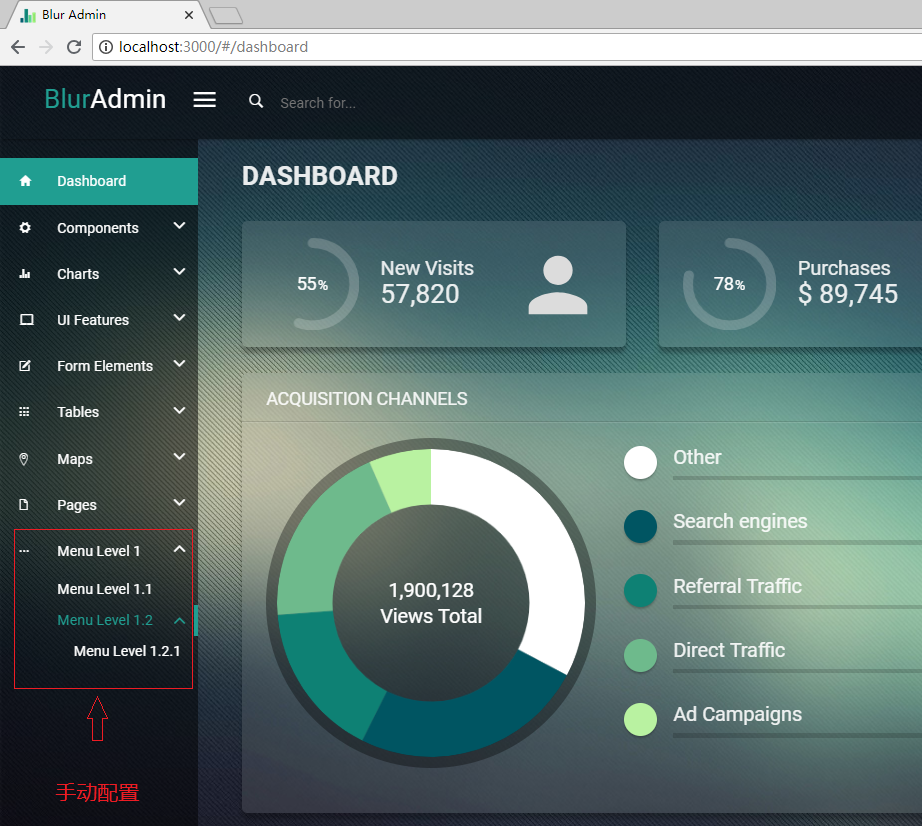 Blur Admin
localhost:3000/#/dashboard
BlurAdmin
Search for...
Dashboard
Components
Charts
UI Features
Form Elements
Tables
Maps
Pages
Menu Level 1
Menu Level 1.1
Menu Level 1.2
Menu Level 1.2.1
手动配置
DASHBOARD
55%
New Visits
57,820
78%
Purchases
$ 89,745
ACQUISITION CHANNELS
1,900,128
Views Total
Other
Search engines
Referral Traffic
Direct Traffic
Ad Campaigns